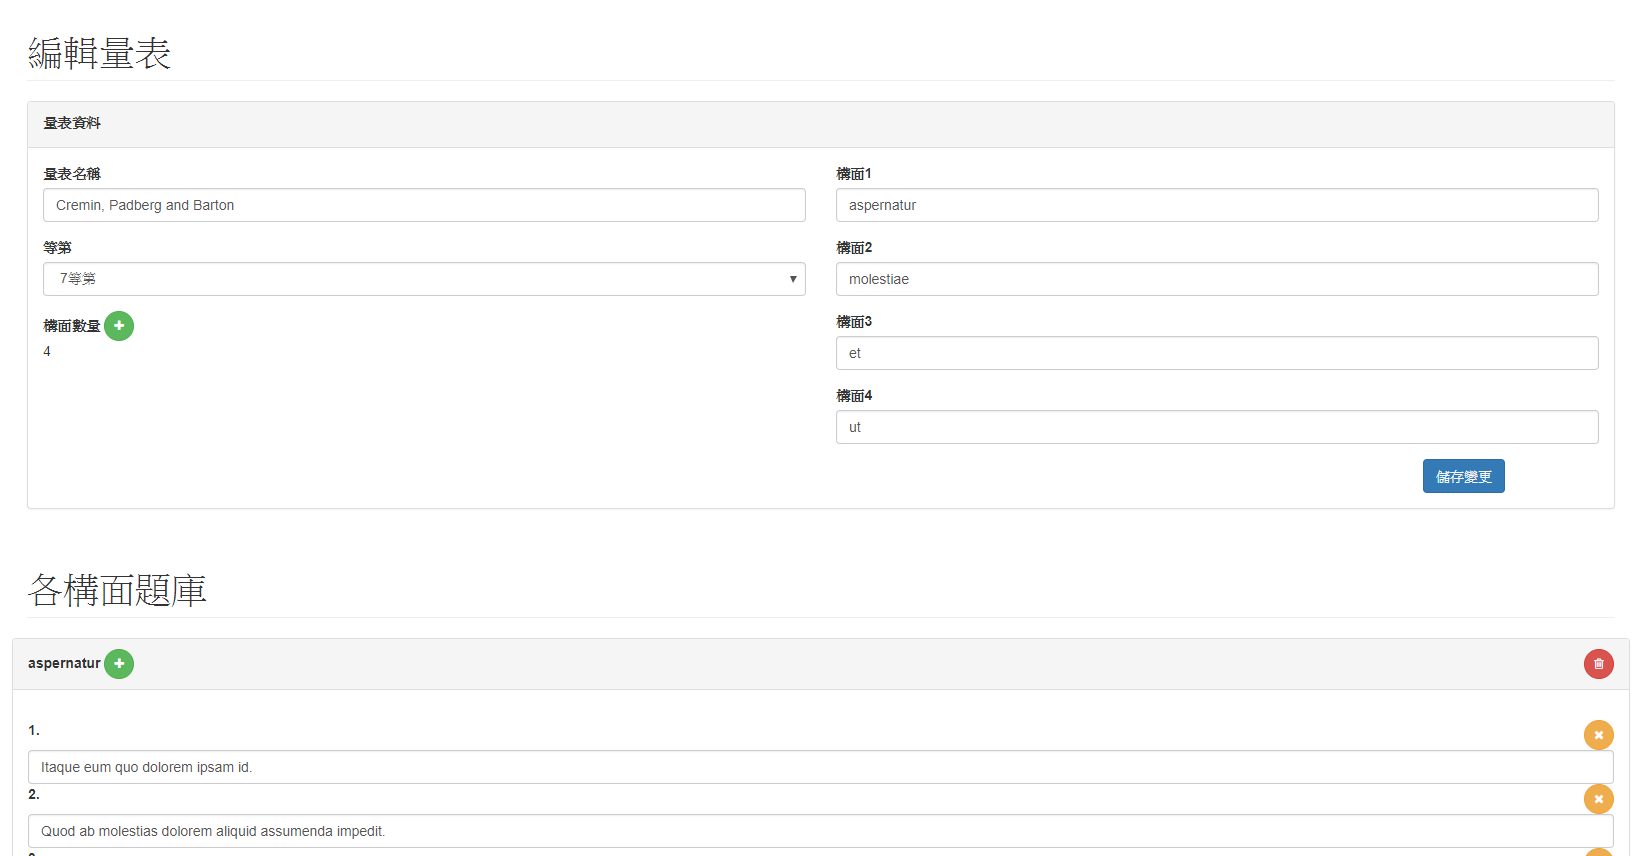 編輯量表
量表資料
量表名稱
Cremin, Padberg and Barton
等第
7等第
構面數量
4
構面1
aspernatur
構面2
molestiae
構面3
et
構面4
ut
儲存變更
各構面題庫
aspernatur
1.
Itaque eum quo dolorem ipsam id.
2.
Quod ab molestias dolorem aliquid assumenda impedit.